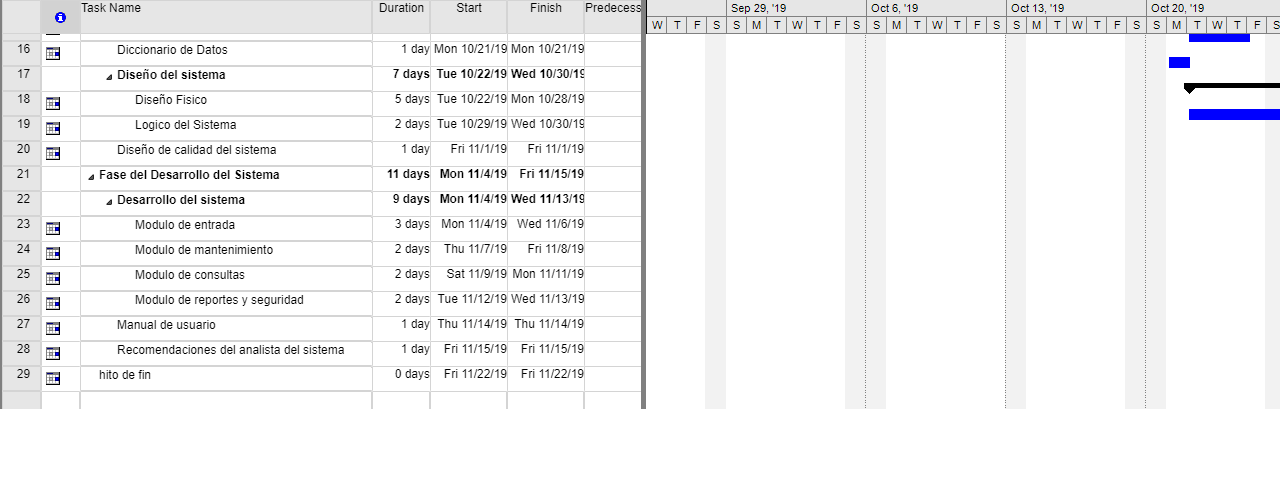 Task Name Duration Start Finish Predecess Sep 29, '19 Oct 6, '19 Oct 13, '19 Oct 20, '19
W T F S S M T W T F S S M T W T F S S M T W T F S S M T W T F S
16 Diccionario de Datos 1 day Mon 10/21/19 Mon 10/21/19
17 Diseño del sistema 7 days Tue 10/22/19 Wed 10/30/19
18 Diseño Fisico 5 days Tue 10/22/19 Mon 10/28/19
19 Logico del Sistema 2 days Tue 10/29/19 Wed 10/30/19
20 Diseño de calidad del sistema 1 day Fri 11/1/19 Fri 11/1/19
21 Fase del Desarrollo del Sistema 11 days Mon 11/4/19 Fri 11/15/19
22 Desarrollo del sistema 9 days Mon 11/4/19 Wed 11/13/19
23 Modulo de entrada 3 days Mon 11/4/19 Wed 11/6/19
24 Modulo de mantenimiento 2 days Thu 11/7/19 Fri 11/8/19
25 Modulo de consultas 2 days Sat 11/9/19 Mon 11/11/19
26 Modulo de reportes y seguridad 2 days Tue 11/12/19 Wed 11/13/19
27 Manual de usuario 1 day Thu 11/14/19 Thu 11/14/19
28 Recomendaciones del analista del sistema 1 day Fri 11/15/19 Fri 11/15/19
29 hito de fin 0 days Fri 11/22/19 Fri 11/22/19